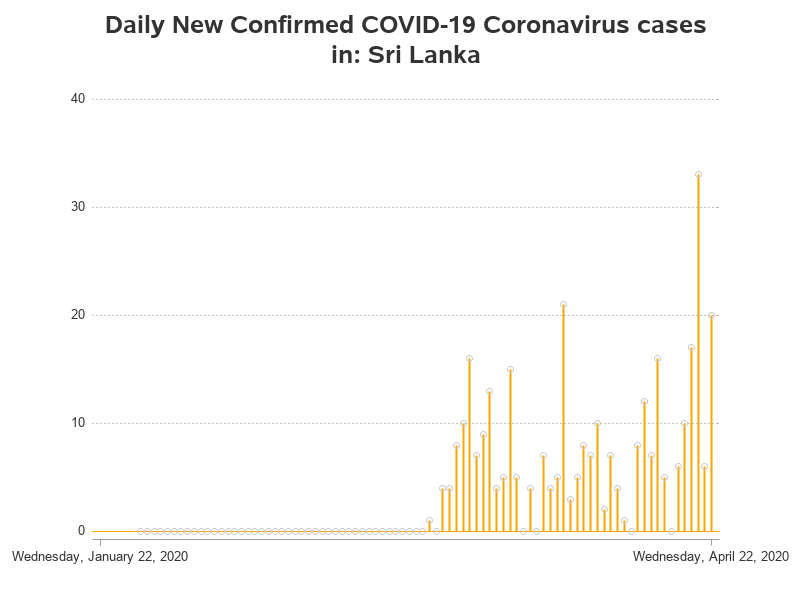 Daily New Confirmed COVID-19 Coronavirus cases
in: Sri Lanka
40
30
20
10
0
Wednesday, January 22, 2020 Wednesday, April 22, 2020